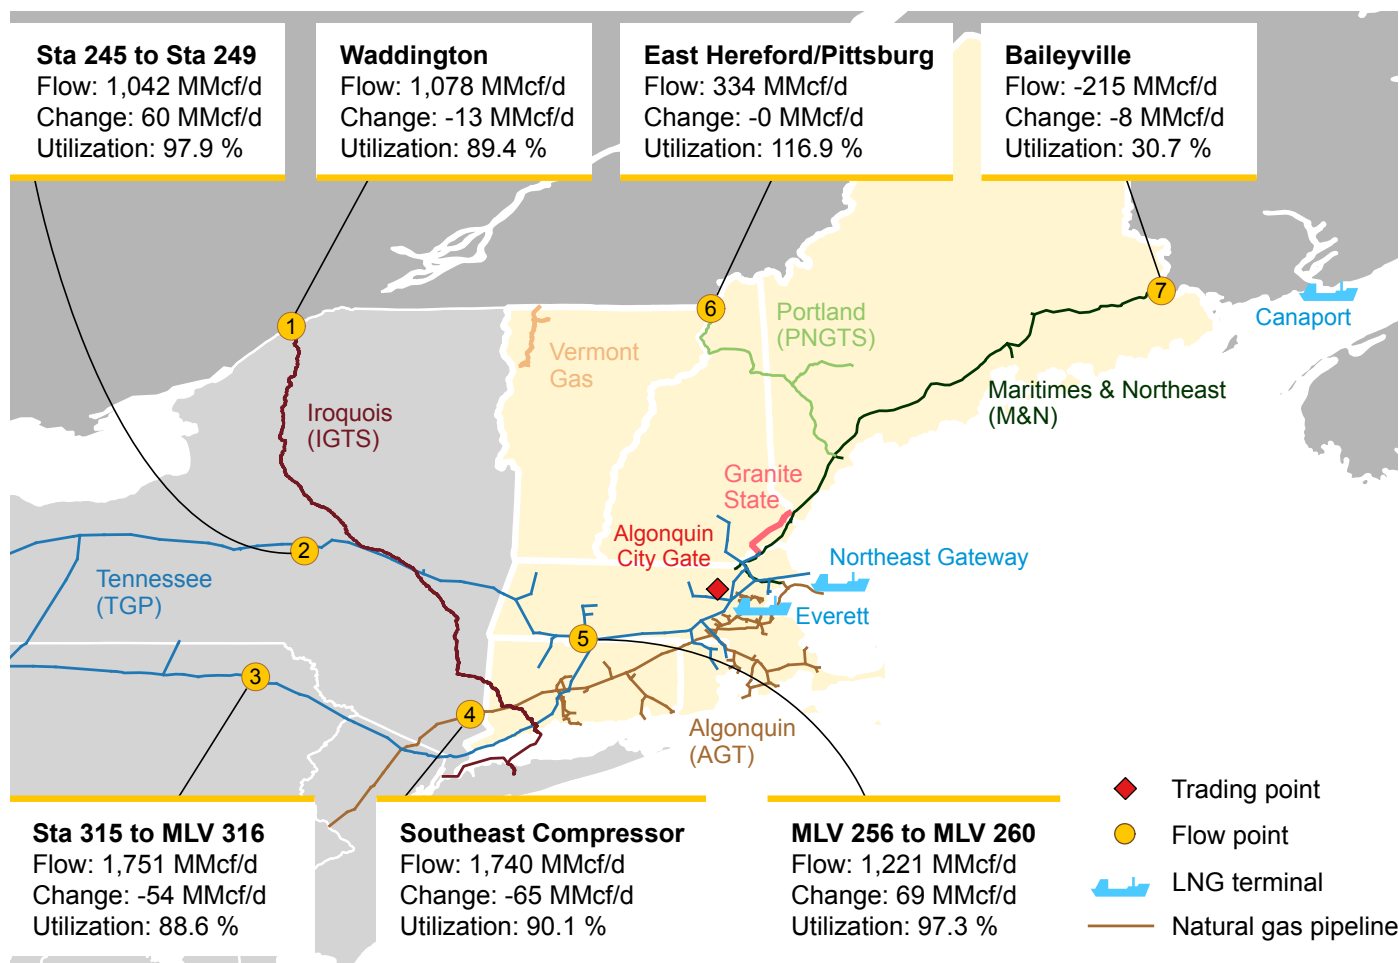 Sta 245 to Sta 249
Flow: 1,042 MMcf/d
Change: 60 MMcf/d
Utilization: 97.9 %
Waddington
Flow: 1,078 MMcf/d
Change: -13 MMcf/d
Utilization: 89.4 %
East Hereford/Pittsburg
Flow: 334 MMcf/d
Change: -0 MMcf/d
Utilization: 116.9 %
Baileyville
Flow: -215 MMcf/d
Change: -8 MMcf/d
Utilization: 30.7 %
7
6
1
Canaport
Portland
(PNGTS)
Vermont
Gas
Maritimes & Northeast
(M&N)
Iroquois
(IGTS)
Granite
State
Algonquin
City Gate
2
Northeast Gateway
Tennessee
(TGP)
Everett
5
3
4
Algonquin
(AGT)
Sta 315 to MLV 316
Flow: 1,751 MMcf/d
Change: -54 MMcf/d
Utilization: 88.6 %
Southeast Compressor
Flow: 1,740 MMcf/d
Change: -65 MMcf/d
Utilization: 90.1 %
MLV 256 to MLV 260
Flow: 1,221 MMcf/d
Change: 69 MMcf/d
Utilization: 97.3 %
Trading point
Flow point
LNG terminal
Natural gas pipeline